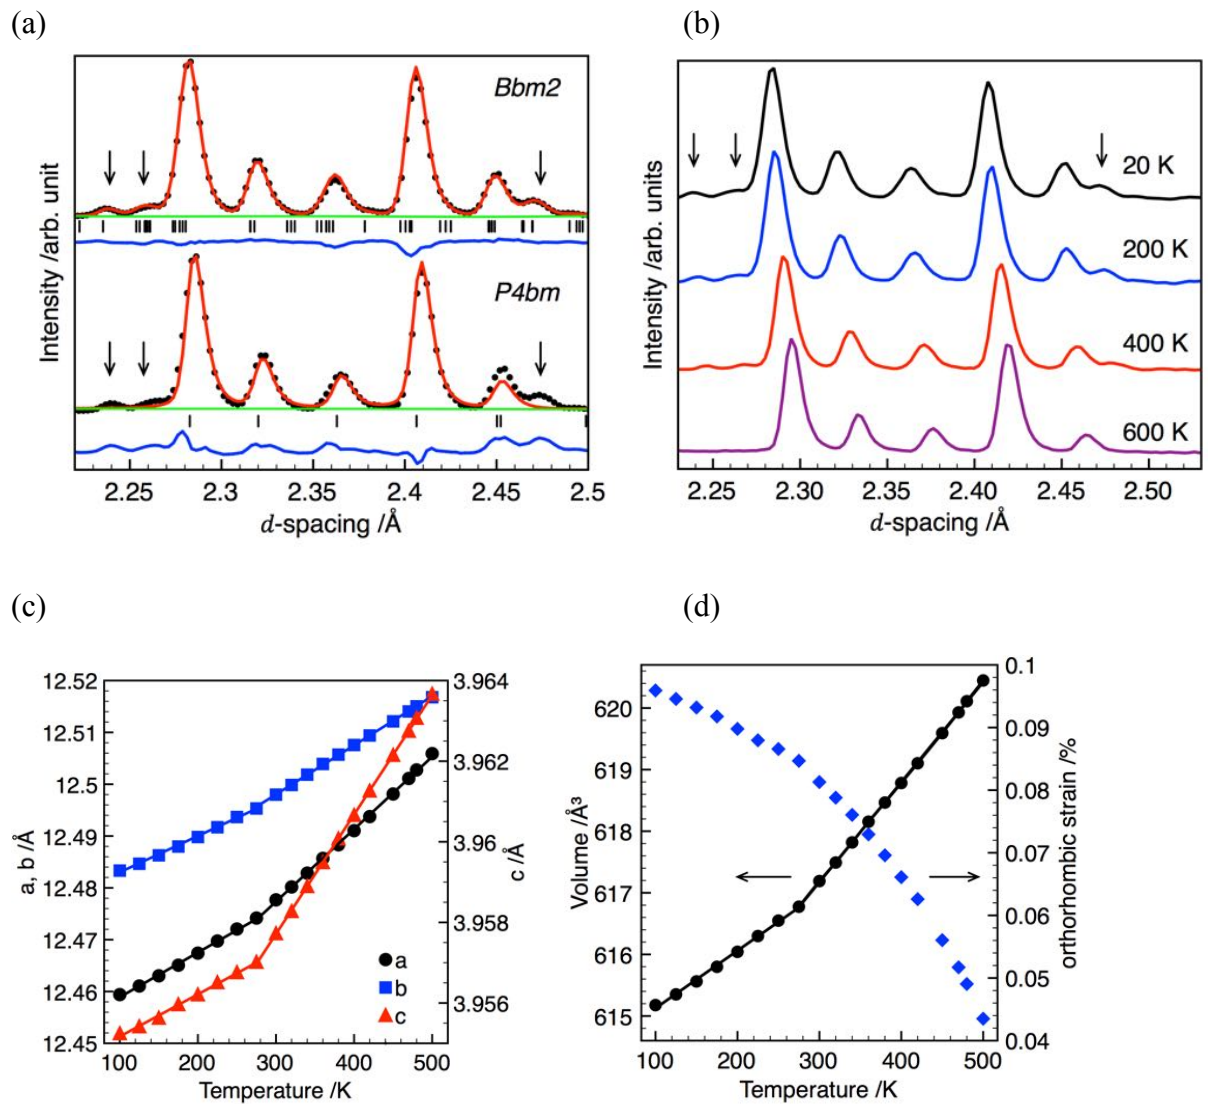 (a)
Bbm2
P4bm
Intensity /arb. unit
2.25 2.3 2.35 2.4 2.45 2.5
d-spacing /Å
(b)
20 K
200 K
400 K
600 K
Intensity /arb. units
2.25 2.30 2.35 2.40 2.45 2.50
d-spacing /Å
(c)
12.52
12.51
12.5
12.49
12.48
12.47
12.46
12.45
a, b /Å
3.964
3.962
3.96
3.958
3.956
c /Å
a
b
c
100 200 300 400 500
Temperature /K
(d)
620
619
618
617
616
615
Volume /Å³
0.1
0.09
0.08
0.07
0.06
0.05
0.04
orthorhombic strain /%
100 200 300 400 500
Temperature /K